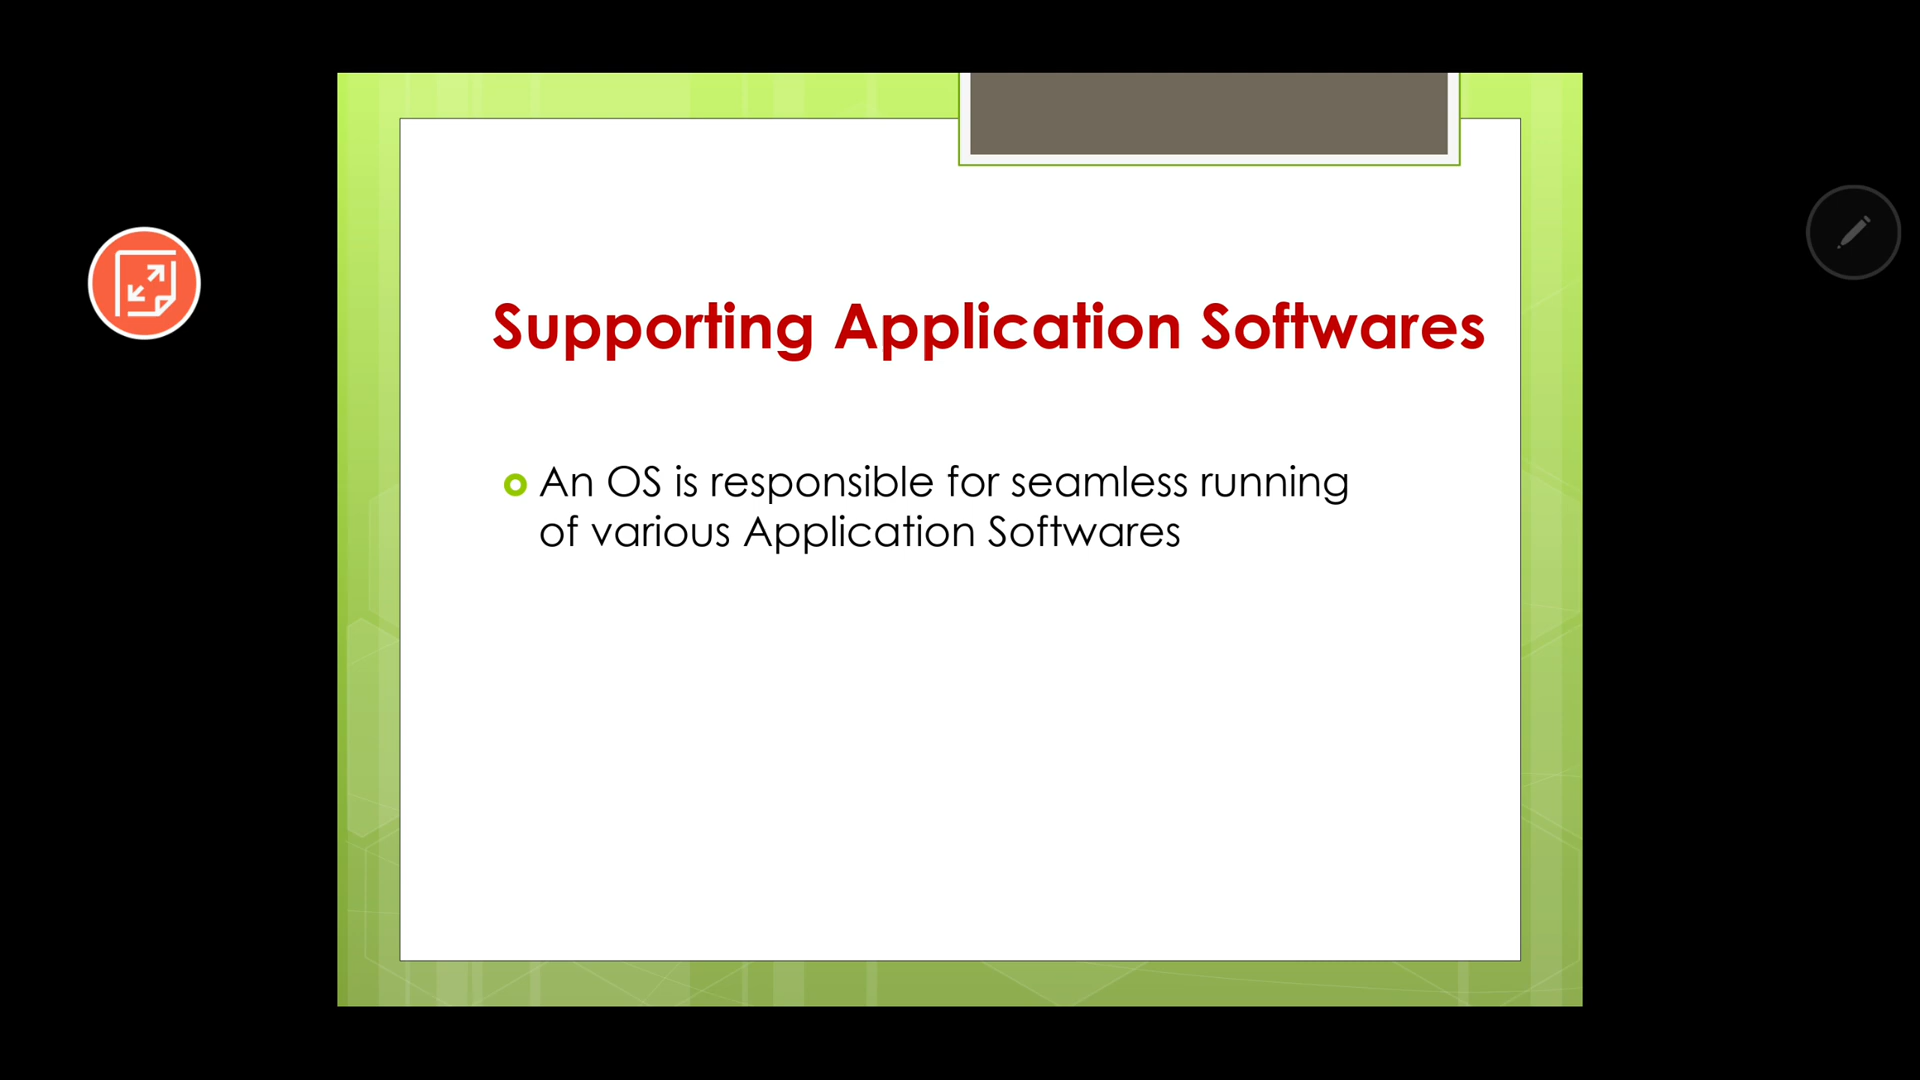 Supporting Application Softwares
An OS is responsible for seamless running
of various Application Softwares